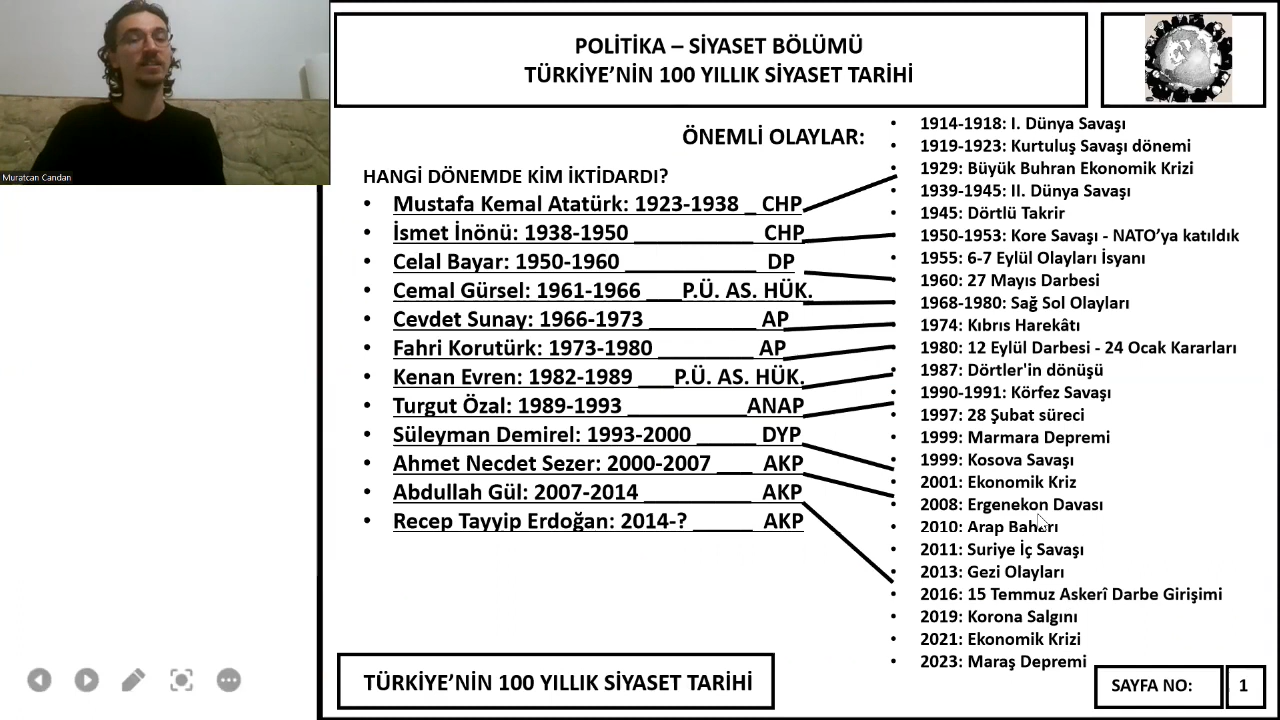 Muratcan Candan
POLİTİKA – SİYASET BÖLÜMÜ
TÜRKİYE’NİN 100 YILLIK SİYASET TARİHİ
ÖNEMLİ OLAYLAR:
HANGİ DÖNEMDE KİM İKTİDARDI?
• Mustafa Kemal Atatürk: 1923-1938 _ CHP
• İsmet İnönü: 1938-1950 __________ CHP
• Celal Bayar: 1950-1960 ___________ DP
• Cemal Gürsel: 1961-1966 ___P.Ü. AS. HÜK.
• Cevdet Sunay: 1966-1973 _________ AP
• Fahri Korutürk: 1973-1980 _________ AP
• Kenan Evren: 1982-1989 ___P.Ü. AS. HÜK.
• Turgut Özal: 1989-1993 __________ANAP
• Süleyman Demirel: 1993-2000 _____ DYP
• Ahmet Necdet Sezer: 2000-2007 ___ AKP
• Abdullah Gül: 2007-2014 _________ AKP
• Recep Tayyip Erdoğan: 2014-? _____ AKP
• 1914-1918: I. Dünya Savaşı
• 1919-1923: Kurtuluş Savaşı dönemi
• 1929: Büyük Buhran Ekonomik Krizi
• 1939-1945: II. Dünya Savaşı
• 1945: Dörtlü Takrir
• 1950-1953: Kore Savaşı - NATO’ya katıldık
• 1955: 6-7 Eylül Olayları İsyanı
• 1960: 27 Mayıs Darbesi
• 1968-1980: Sağ Sol Olayları
• 1974: Kıbrıs Harekâtı
• 1980: 12 Eylül Darbesi - 24 Ocak Kararları
• 1987: Dörtler'in dönüşü
• 1990-1991: Körfez Savaşı
• 1997: 28 Şubat süreci
• 1999: Marmara Depremi
• 1999: Kosova Savaşı
• 2001: Ekonomik Kriz
• 2008: Ergenekon Davası
• 2010: Arap Baharı
• 2011: Suriye İç Savaşı
• 2013: Gezi Olayları
• 2016: 15 Temmuz Askerî Darbe Girişimi
• 2019: Korona Salgını
• 2021: Ekonomik Krizi
• 2023: Maraş Depremi
TÜRKİYE’NİN 100 YILLIK SİYASET TARİHİ
SAYFA NO: 1